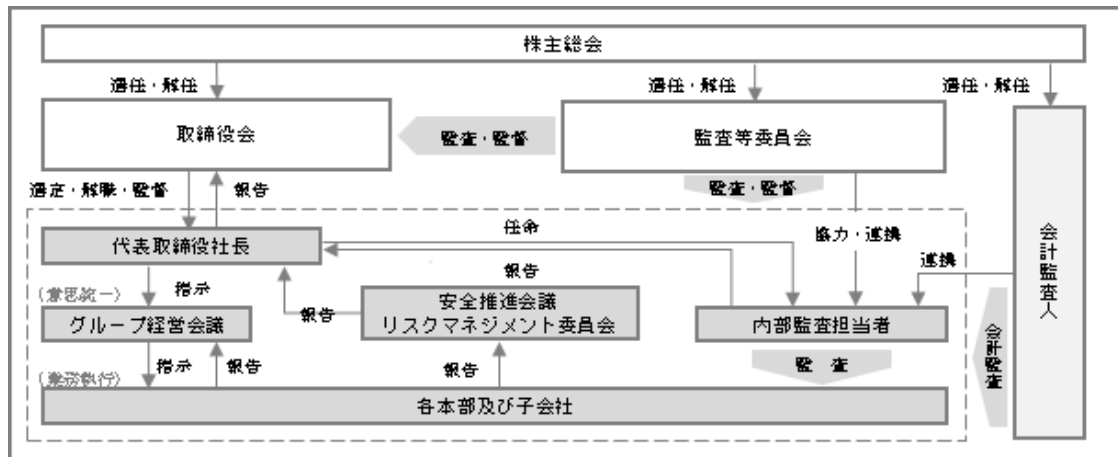 株主総会
選任・解任
選任・解任
選任・解任
取締役会
監査・監督
監査等委員会
選定・解職・監督
報告
監査・監督
代表取締役社長
任命
協力・連携
会計監査人
報告
連携
(意思統一)
指示
報告
安全推進会議
リスクマネジメント委員会
グループ経営会議
内部監査担当者
会計監査
指示
報告
報告
監 査
(業務執行)
各本部及び子会社